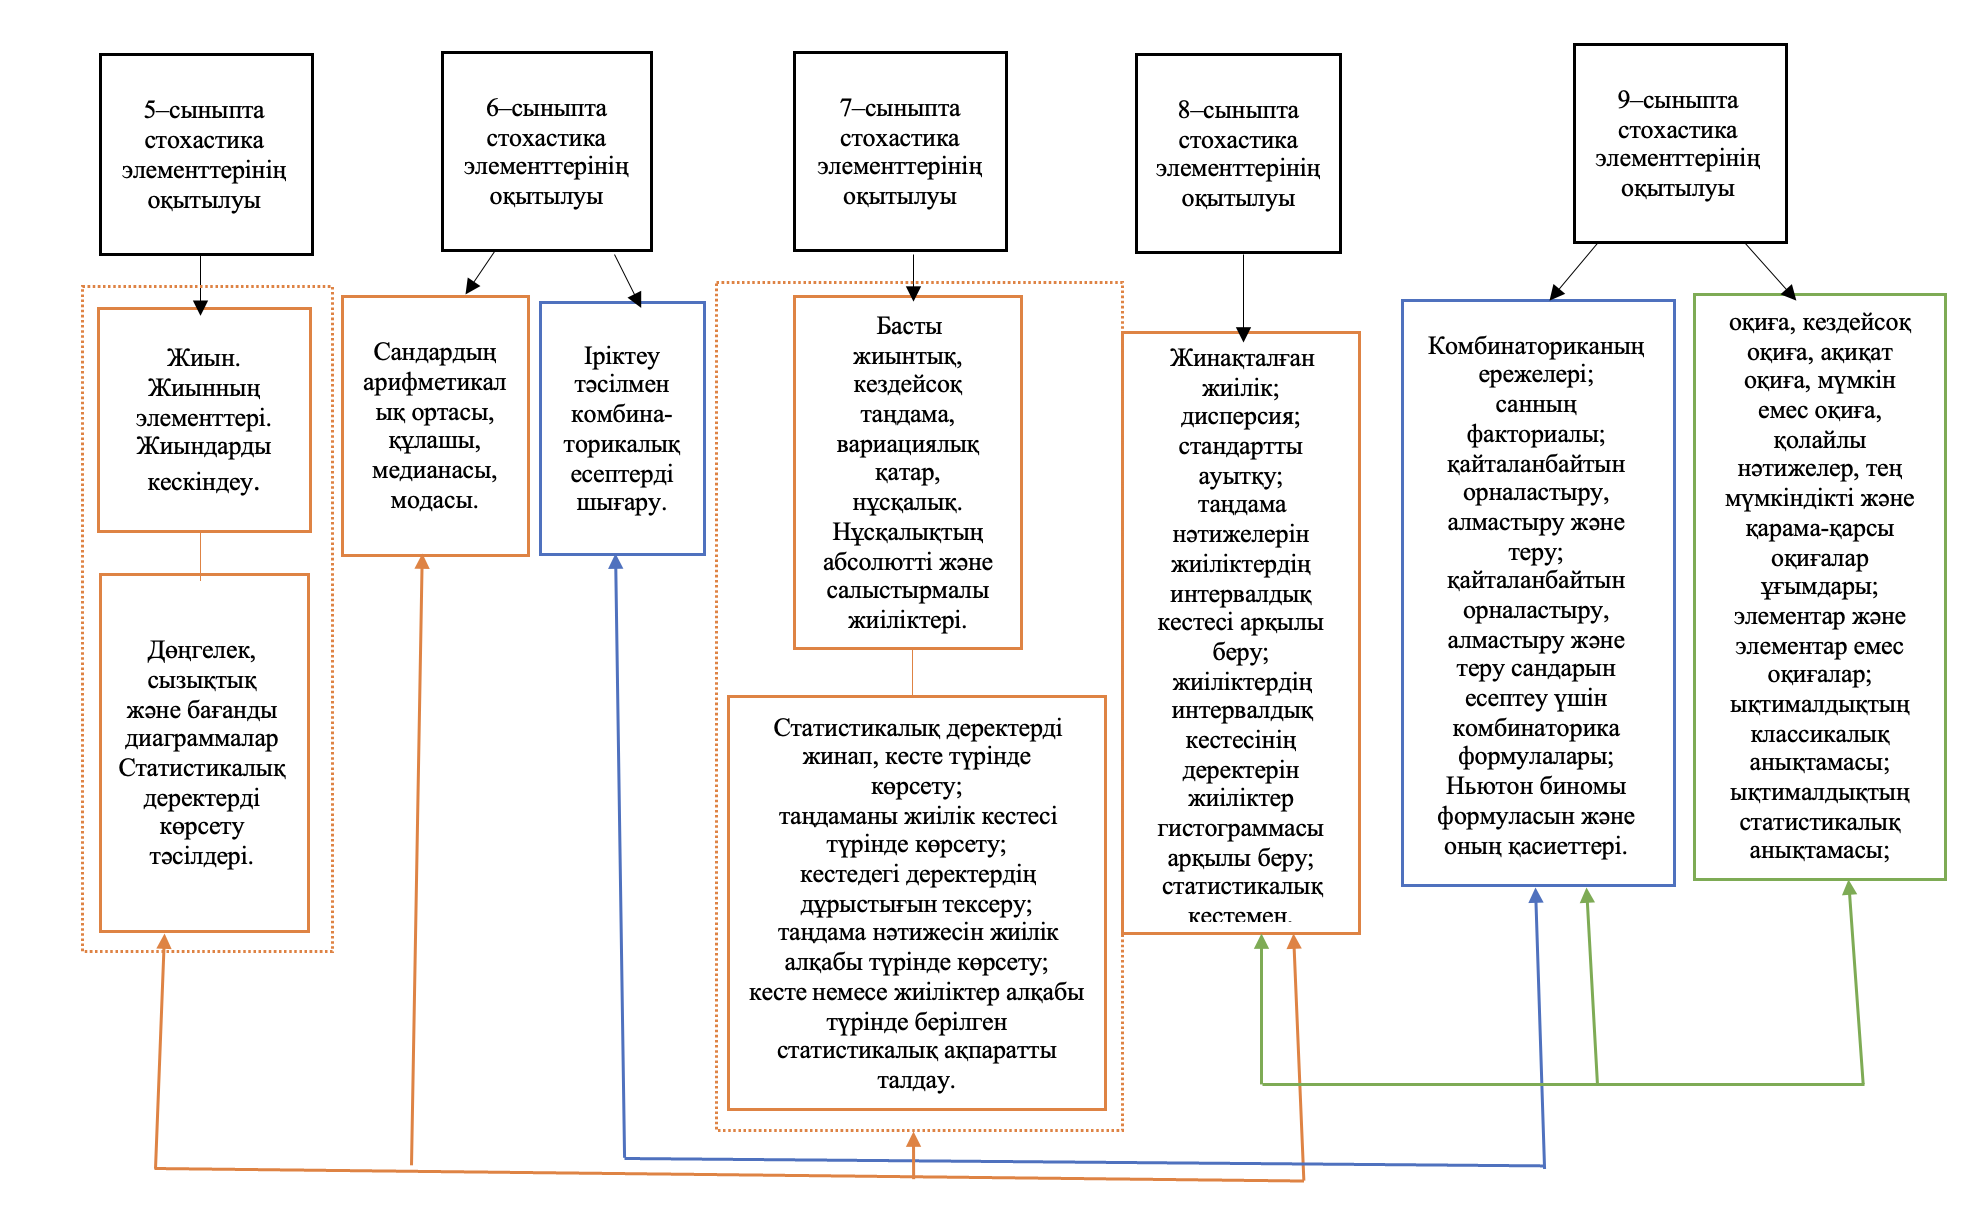 5–сыныпта
стохастика
элементтерінің
оқытылуы
6–сыныпта
стохастика
элементтерінің
оқытылуы
7–сыныпта
стохастика
элементтерінің
оқытылуы
8–сыныпта
стохастика
элементтерінің
оқытылуы
9–сыныпта
стохастика
элементтерінің
оқытылуы
Жиын.
Жиынның
элементтері.
Жиындарды
кескіндеу.
Дөңгелек,
сызықтық
және бағанды
диаграммалар
Статистикалық
деректерді
көрсету
тәсілдері.
Сандардың
арифметикал
ық ортасы,
құлашы,
медианасы,
модасы.
Іріктеу
тәсілмен
комбина-
торикалық
есептерді
шығару.
Басты
жиынтық,
кездейсоқ
таңдама,
вариациялық
қатар,
нұсқалық.
Нұсқалықтың
абсолютті және
салыстырмалы
жиіліктері.
Статистикалық деректерді
жинап, кесте түрінде
көрсету;
таңдаманы жиілік кестесі
түрінде көрсету;
кестедегі деректердің
дұрыстығын тексеру;
таңдама нәтижесін жиілік
алқабы түрінде көрсету;
кесте немесе жиіліктер алқабы
түрінде берілген
статистикалық ақпаратты
талдау.
Жинақталған
жиілік;
дисперсия;
стандартты
ауытқу;
таңдама
нәтижелерін
жиіліктердің
интервалдық
кестесі арқылы
беру;
жиіліктердің
интервалдық
кестесінің
деректерін
жиіліктер
гистограммасы
арқылы беру;
статистикалық
кестемен.
Комбинаториканың
ережелері;
санның
факториалы;
қайталанбайтын
орналастыру,
алмастыру және
теру;
қайталанбайтын
орналастыру,
алмастыру және
теру сандарын
есептеу үшін
комбинаторика
формулалары;
Ньютон биномы
формуласын және
оның қасиеттері.
оқиға, кездейсоқ
оқиға, ақиқат
оқиға, мүмкін
емес оқиға,
қолайлы
нәтижелер, тең
мүмкіндікті және
қарама-қарсы
оқиғалар
ұғымдары;
элементар және
элементар емес
оқиғалар;
ықтималдықтың
классикалық
анықтамасы;
ықтималдықтың
статистикалық
анықтамасы;